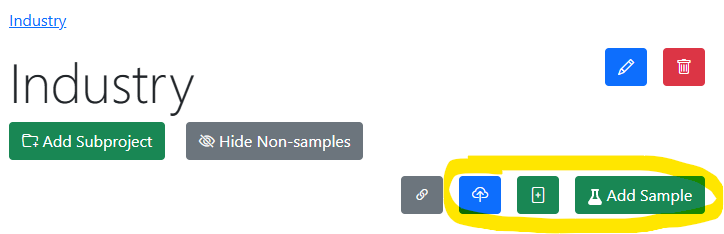 Industry
Industry
Add Subproject Hide Non-samples
Add Sample